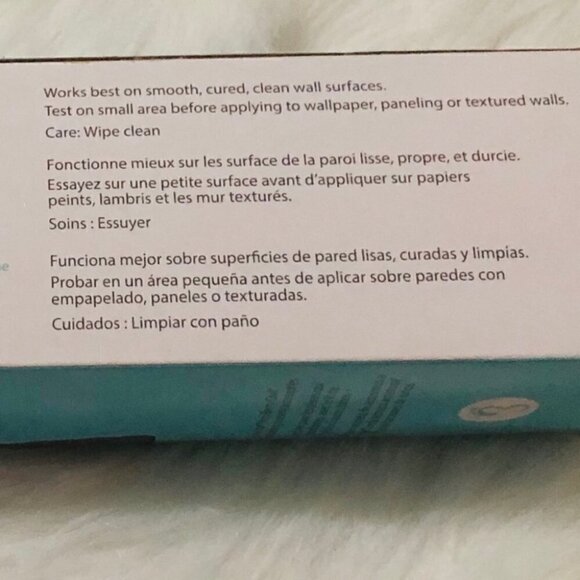 Works best on smooth, cured, clean wall surfaces.
Test on small area before applying to wallpaper, paneling or textured walls.
Care: Wipe clean
Fonctionne mieux sur les surface de la paroi lisse, propre, et durcie.
Essayez sur une petite surface avant d'appliquer sur papiers
peints, lambris et les mur texturés.
Soins : Essuyer
Funciona mejor sobre superficies de pared lisas, curadas y limpías.
Probar en un área pequeña antes de aplicar sobre paredes con
empapelado, paneles o texturadas.
Cuidados : Limpiar con paño